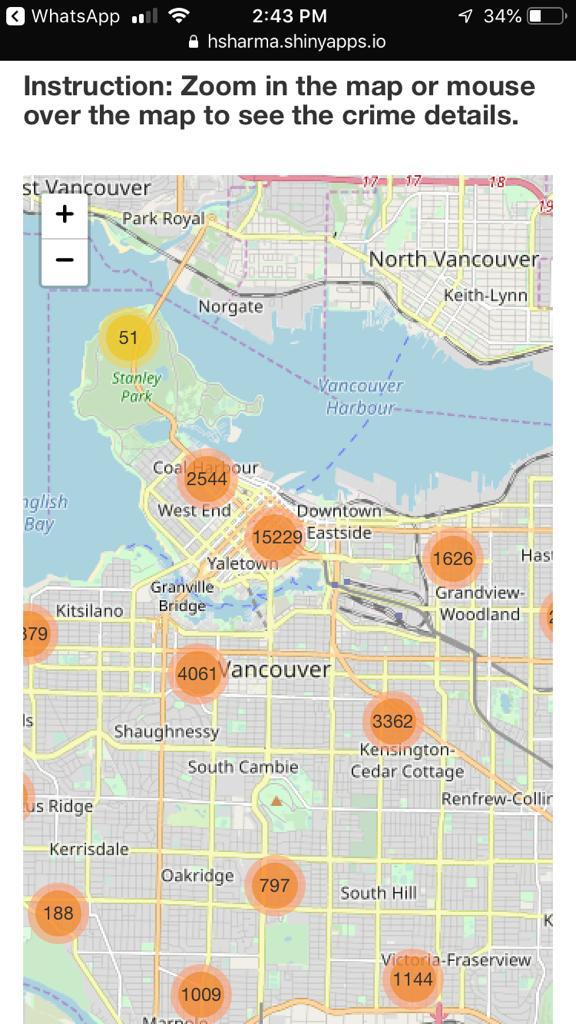 WhatsApp 2:43 PM 34%
hsharma.shinyapps.io
Instruction: Zoom in the map or mouse
over the map to see the crime details.
st Vancouver
17 17 18
19
+
Park Royal
−
North Vancouver
Keith-Lynn
Norgate
51
Stanley
Park
Vancouver
Harbour
Coal Harbour
2544
nglish
Bay
West End
Downtown
Eastside
15229
1626
Hast
Yaletown
Granville
Bridge
Grandview-
Woodland
Kitsilano
2
379
4061
Vancouver
3362
ls
Shaughnessy
Kensington-
Cedar Cottage
South Cambie
us Ridge
Renfrew-Collin
Kerrisdale
Oakridge
797
South Hill
188
K
Victoria-Fraserview
1144
1009
Marpole